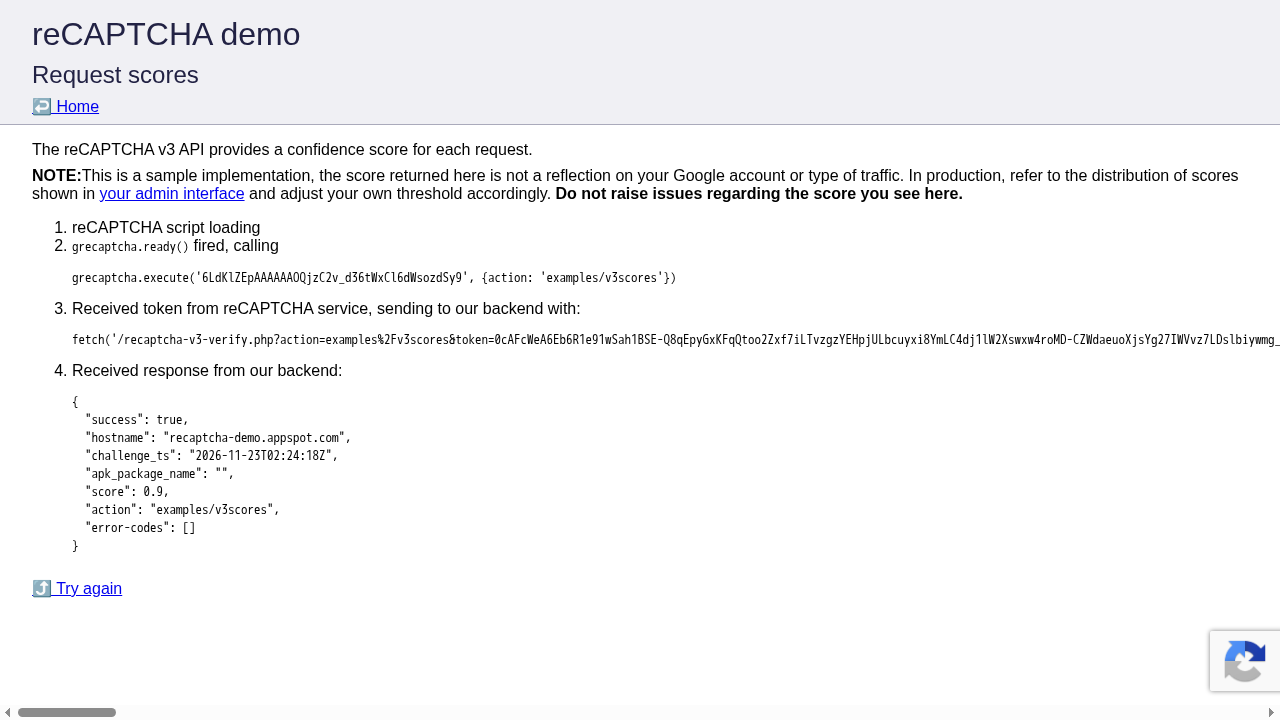 reCAPTCHA demo
Request scores
↩️ Home
The reCAPTCHA v3 API provides a confidence score for each request.
NOTE:This is a sample implementation, the score returned here is not a reflection on your Google account or type of traffic. In production, refer to the distribution of scores
shown in your admin interface and adjust your own threshold accordingly. Do not raise issues regarding the score you see here.
1. reCAPTCHA script loading
2. grecaptcha.ready() fired, calling
grecaptcha.execute('6LdKlZEpAAAAAAOQjzC2v_d36tWxCl6dWsozdSy9', {action: 'examples/v3scores'})
3. Received token from reCAPTCHA service, sending to our backend with:
fetch('/recaptcha-v3-verify.php?action=examples%2Fv3scores&token=0cAFcWeA6Eb6R1e91wSah1BSE-Q8qEpyGxKFqQtoo2Zxf7iLTvzgzYEHpjULbcuyxi8YmLC4dj1lW2Xswxw4roMD-CZWdaeuoXjsYg27IWVvz7LDslbiywmg_
4. Received response from our backend:
{
"success": true,
"hostname": "recaptcha-demo.appspot.com",
"challenge_ts": "2026-11-23T02:24:18Z",
"apk_package_name": "",
"score": 0.9,
"action": "examples/v3scores",
"error-codes": []
}
⤴️ Try again